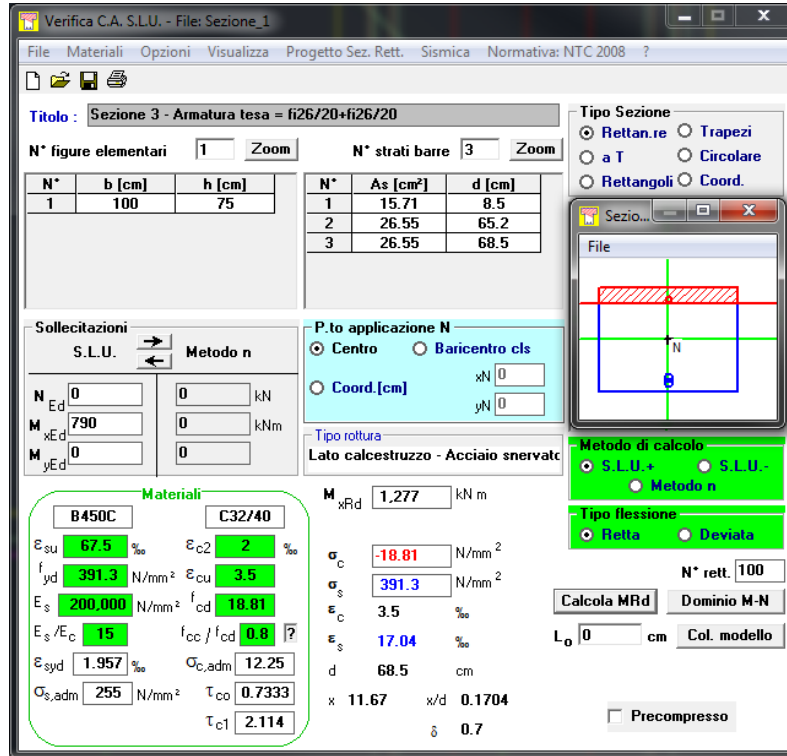 Verifica C.A. S.L.U. - File: Sezione_1
File Materiali Opzioni Visualizza Progetto Sez. Rett. Sismica Normativa: NTC 2008 ?
Titolo : Sezione 3 - Armatura tesa = fi26/20+fi26/20
N° figure elementari 1 Zoom
N° strati barre 3 Zoom
N° b [cm] h [cm]
1 100 75
N° As [cm²] d [cm]
1 15.71 8.5
2 26.55 65.2
3 26.55 68.5
Tipo Sezione
Rettan.re Trapezi
a T Circolare
Rettangoli Coord.
Sezio...
File
N
Sollecitazioni
S.L.U. Metodo n
N Ed 0 0 kN
M xEd 790 0 kNm
M yEd 0 0
P.to applicazione N
Centro Baricentro cls
Coord.[cm] xN 0
yN 0
Tipo rottura
Lato calcestruzzo - Acciaio snervato
Metodo di calcolo
S.L.U.+ S.L.U.-
Metodo n
Tipo flessione
Retta Deviata
N° rett. 100
Calcola MRd Dominio M-N
L o 0 cm Col. modello
Precompresso
Materiali
B450C C32/40
εsu 67.5 ‰ εc2 2 ‰
fyd 391.3 N/mm² εcu 3.5
Es 200,000 N/mm² fcd 18.81
Es/Ec 15 fcc / fcd 0.8 ?
εsyd 1.957 ‰ σc,adm 12.25
σs,adm 255 N/mm² τco 0.7333
τc1 2.114
M xRd 1,277 kN m
σc -18.81 N/mm²
σs 391.3 N/mm²
εc 3.5 ‰
εs 17.04 ‰
d 68.5 cm
x 11.67 x/d 0.1704
δ 0.7